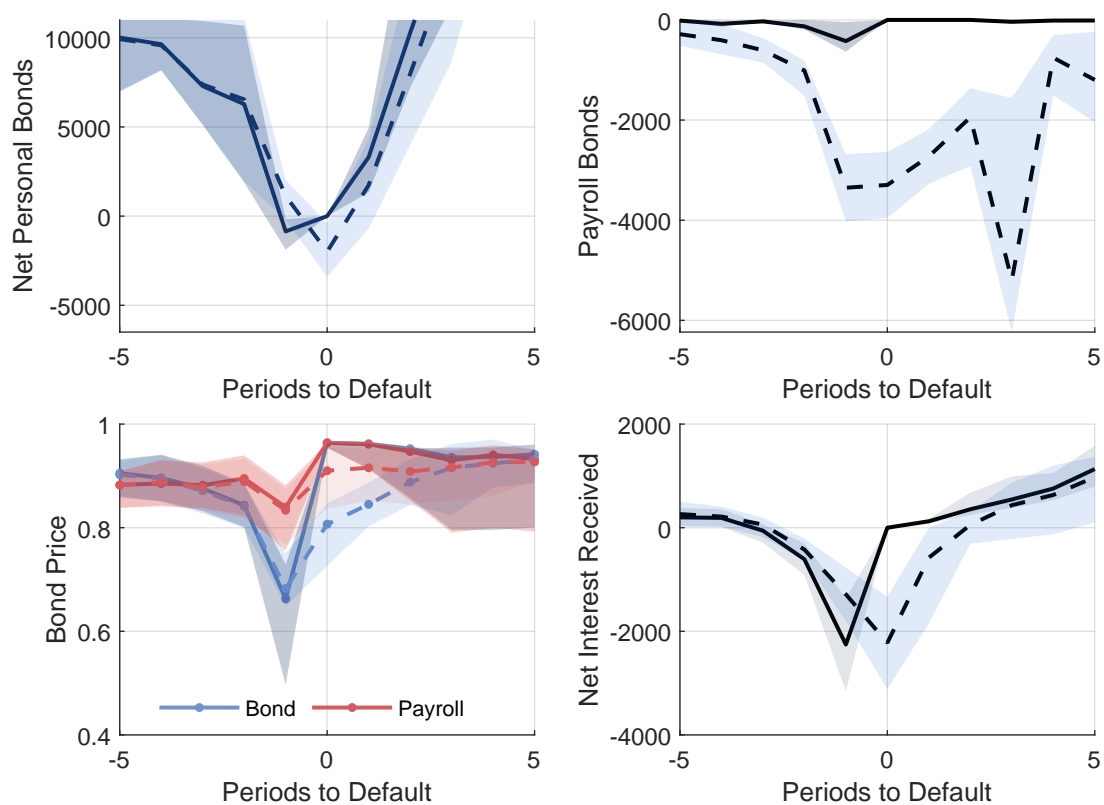 Net Personal Bonds
10000
5000
0
-5000
-5
0
5
Periods to Default
Payroll Bonds
0
-2000
-4000
-6000
-5
0
5
Periods to Default
Bond Price
1
0.8
0.6
0.4
Bond
Payroll
-5
0
5
Periods to Default
Net Interest Received
2000
0
-2000
-4000
-5
0
5
Periods to Default